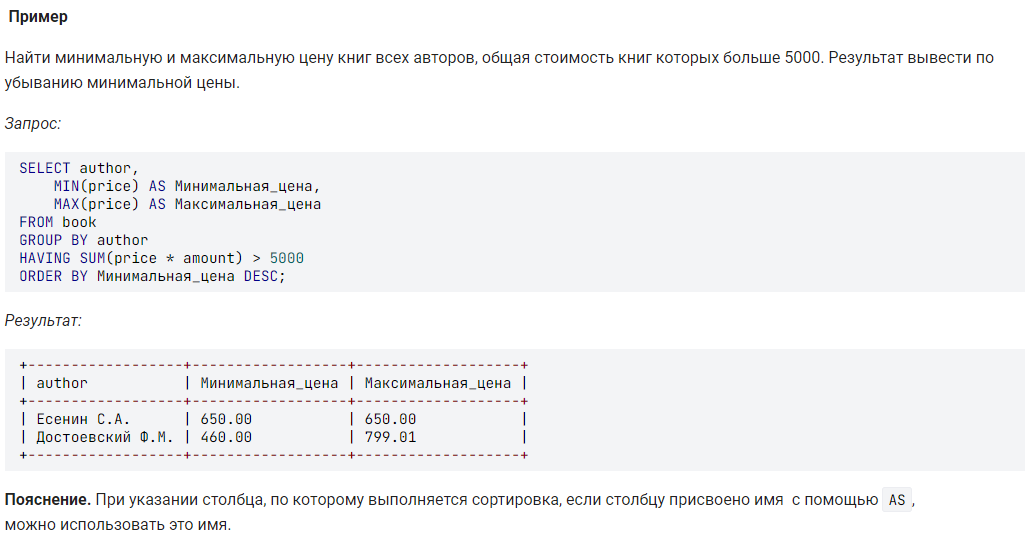 Пример
Найти минимальную и максимальную цену книг всех авторов, общая стоимость книг которых больше 5000. Результат вывести по
убыванию минимальной цены.
Запрос:
SELECT author,
    MIN(price) AS Минимальная_цена,
    MAX(price) AS Максимальная_цена
FROM book
GROUP BY author
HAVING SUM(price * amount) > 5000
ORDER BY Минимальная_цена DESC;
Результат:
+------------------+------------------+-------------------+
| author           | Минимальная_цена | Максимальная_цена |
+------------------+------------------+-------------------+
| Есенин С.А.      | 650.00           | 650.00            |
| Достоевский Ф.М. | 460.00           | 799.01            |
+------------------+------------------+-------------------+
Пояснение. При указании столбца, по которому выполняется сортировка, если столбцу присвоено имя  с помощью AS,
можно использовать это имя.